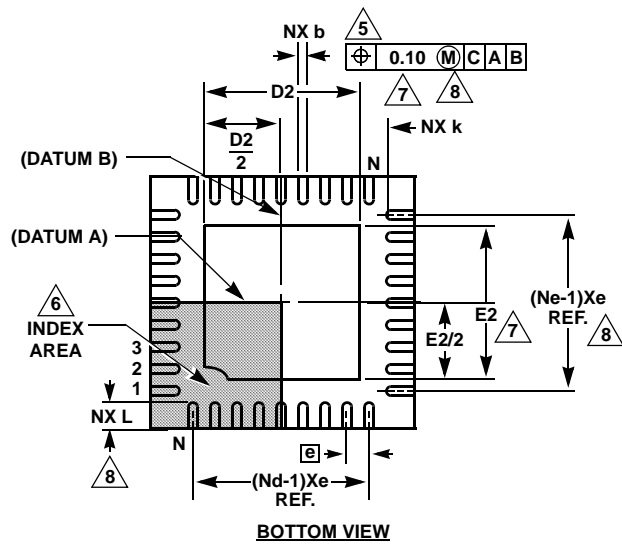 NX b
5
⌖ 0.10 Ⓜ C A B
7
8
D2
D2
2
NX k
(DATUM B)
N
(DATUM A)
6
INDEX
AREA
3
2
1
(Ne-1)Xe
REF.
8
E2
7
E2/2
NX L
8
N
e
(Nd-1)Xe
REF.
BOTTOM VIEW